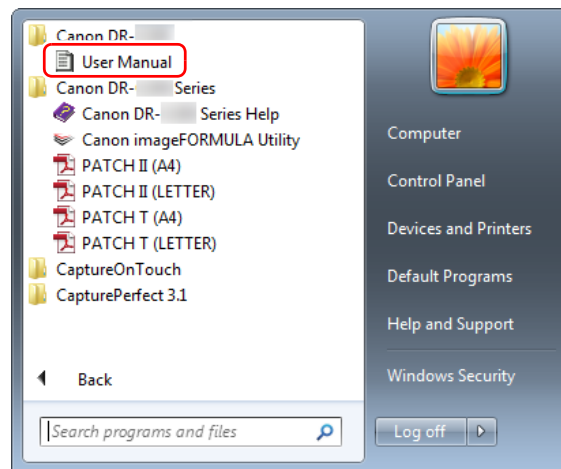 Canon DR-
User Manual
Canon DR- Series
Canon DR- Series Help
Canon imageFORMULA Utility
PATCH II (A4)
PATCH II (LETTER)
PATCH T (A4)
PATCH T (LETTER)
CaptureOnTouch
CapturePerfect 3.1
Back
Search programs and files
Computer
Control Panel
Devices and Printers
Default Programs
Help and Support
Windows Security
Log off